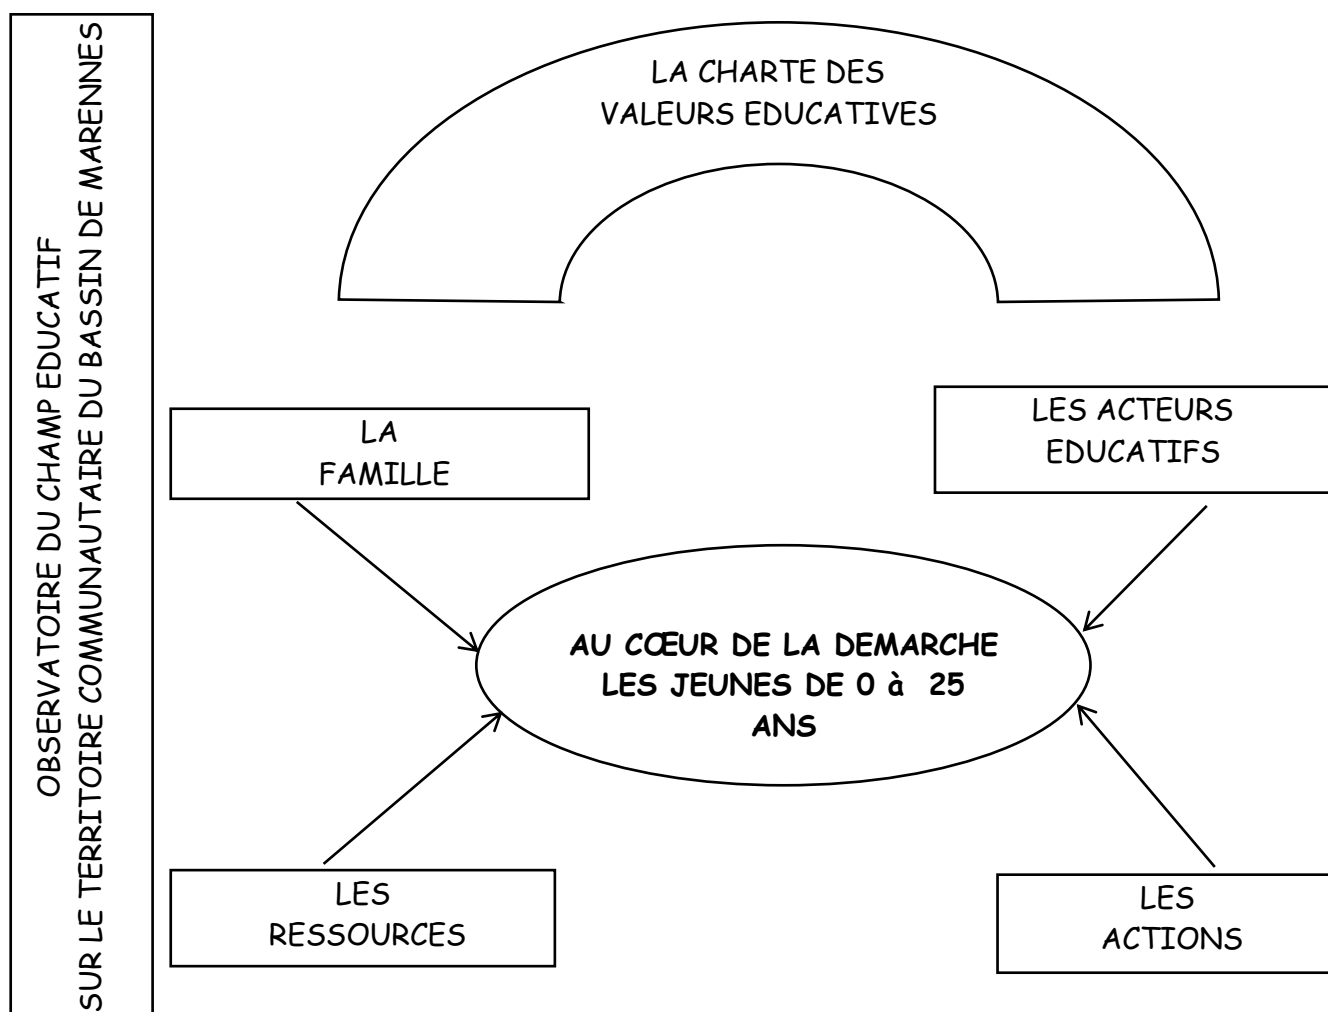 OBSERVATOIRE DU CHAMP EDUCATIF
SUR LE TERRITOIRE COMMUNAUTAIRE DU BASSIN DE MARENNES
LA CHARTE DES
VALEURS EDUCATIVES
LA
FAMILLE
LES ACTEURS
EDUCATIFS
AU CŒUR DE LA DEMARCHE
LES JEUNES DE 0 à 25
ANS
LES
RESSOURCES
LES
ACTIONS